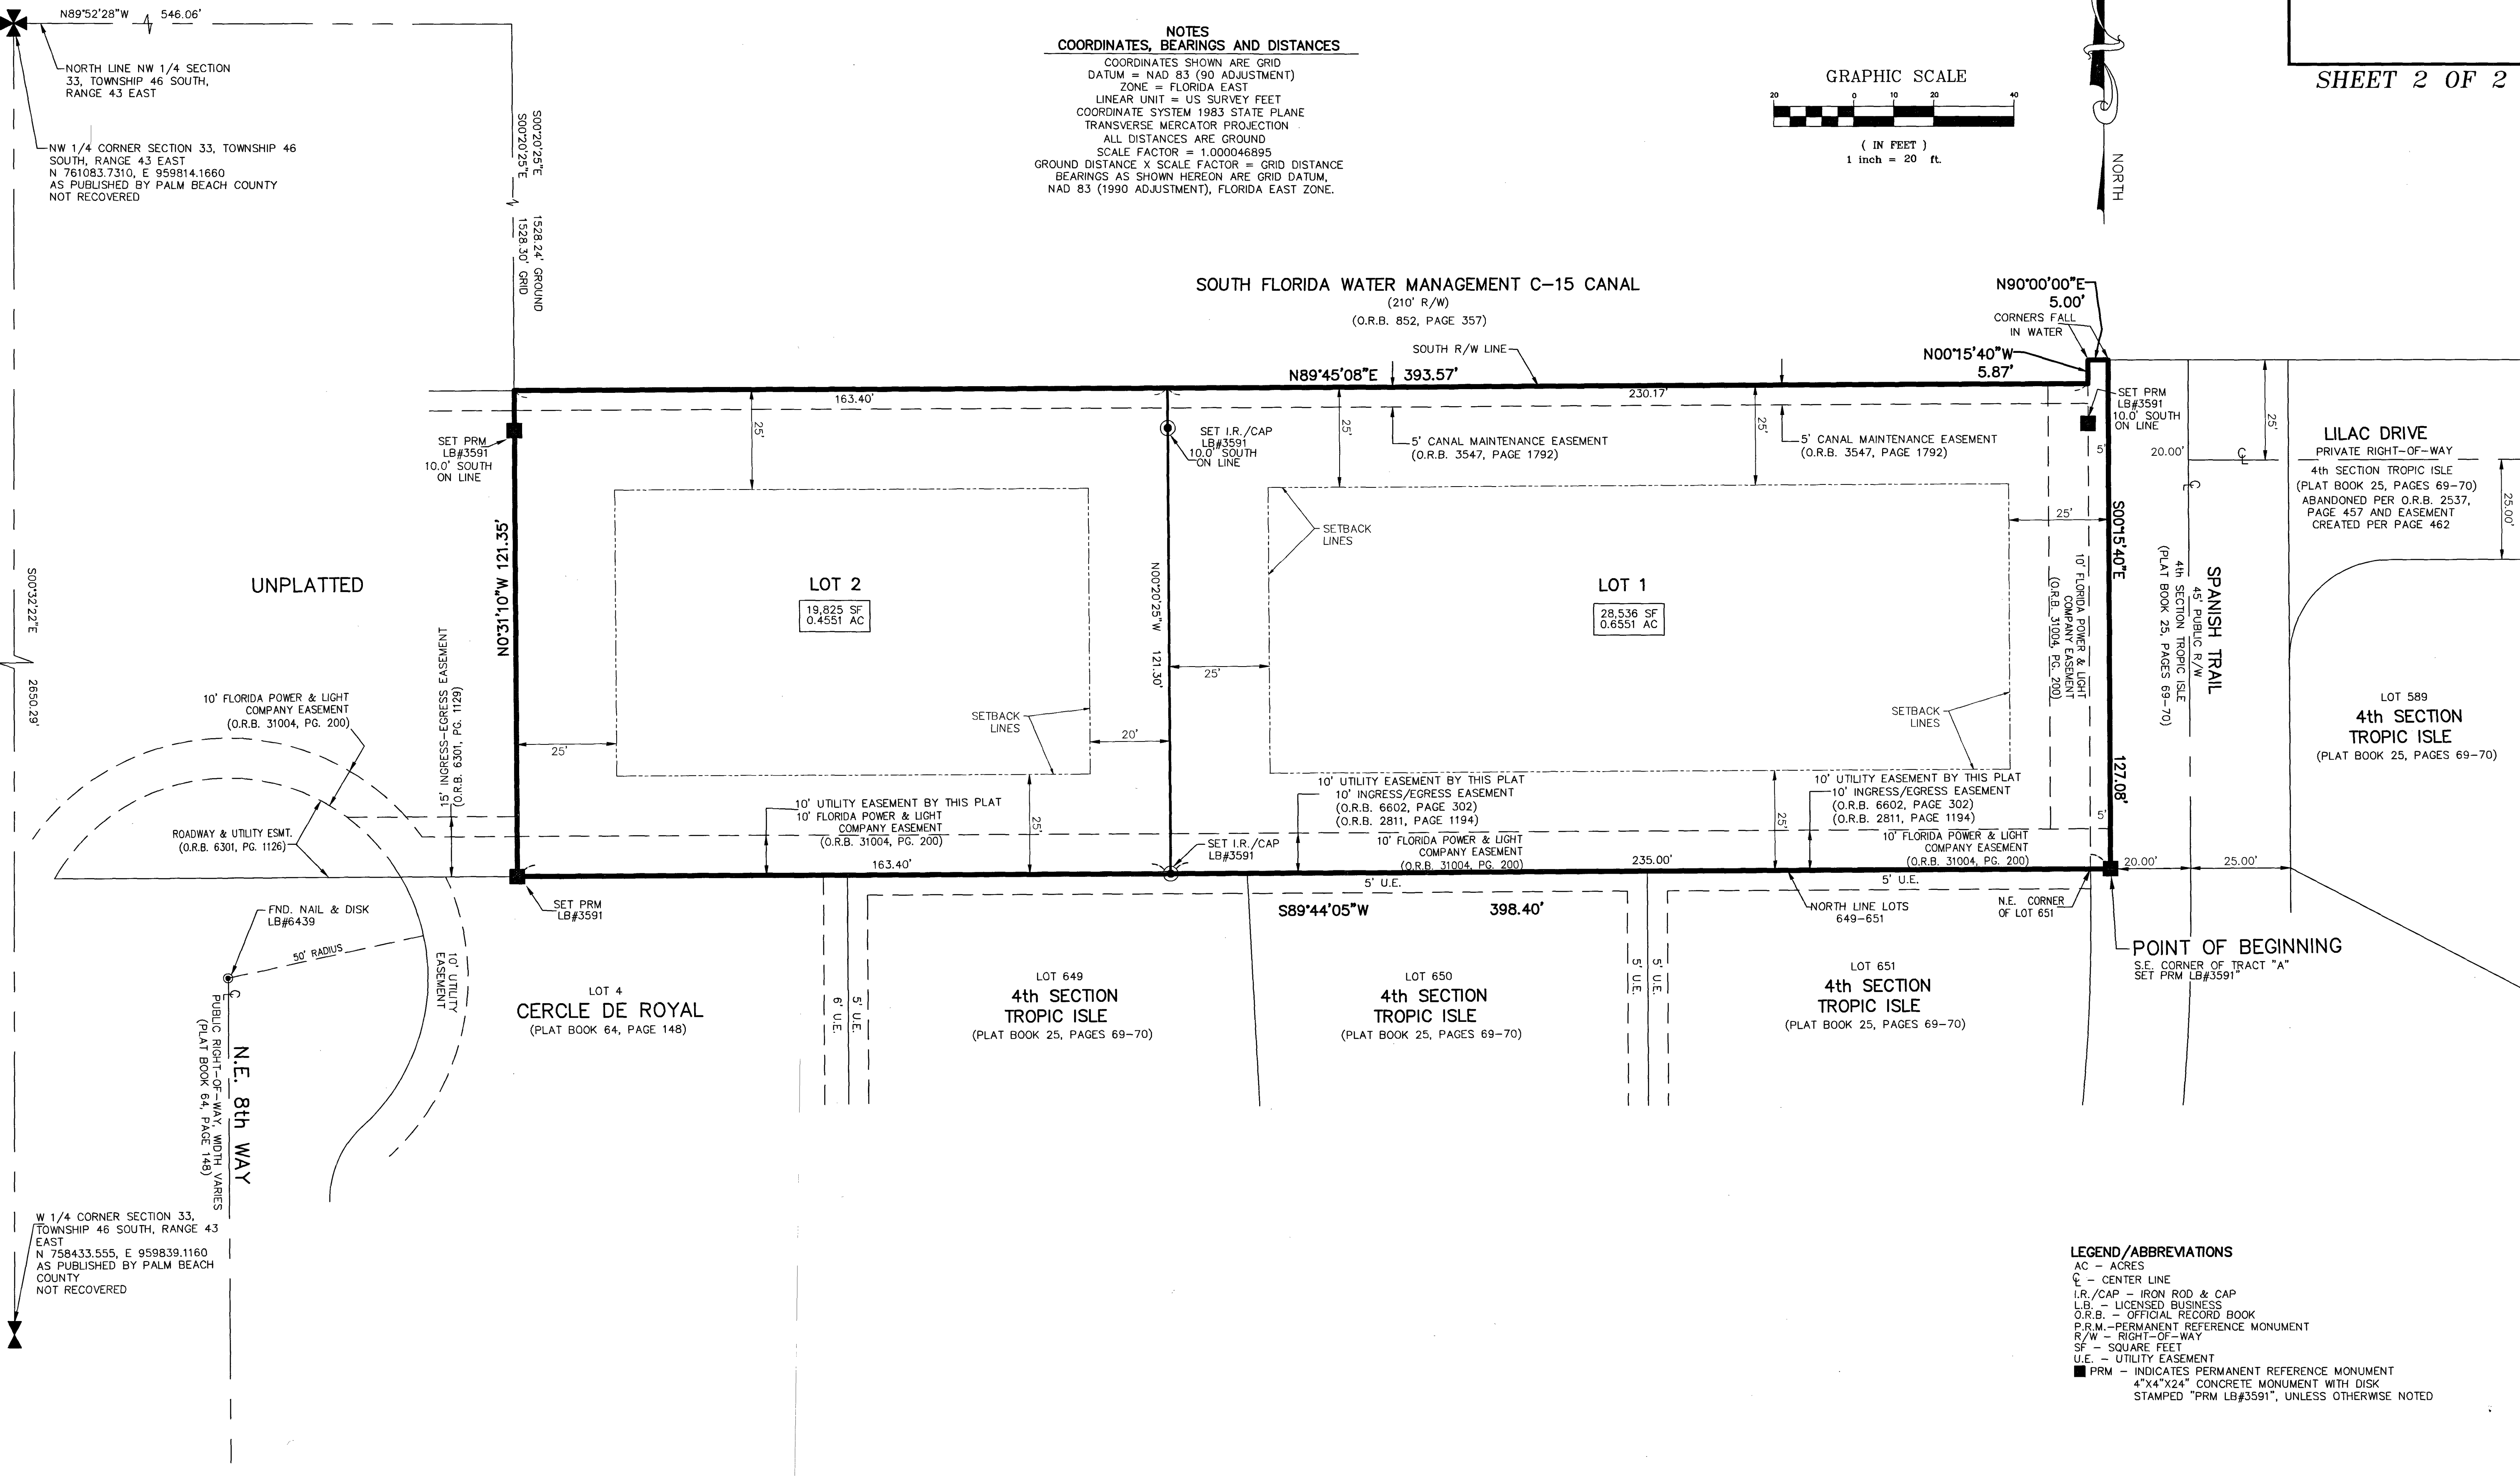 N89°52'28"W 546.06'
NORTH LINE NW 1/4 SECTION
33, TOWNSHIP 46 SOUTH,
RANGE 43 EAST
NW 1/4 CORNER SECTION 33, TOWNSHIP 46
SOUTH, RANGE 43 EAST
N 761083.7310, E 959814.1660
AS PUBLISHED BY PALM BEACH COUNTY
NOT RECOVERED
S00°20'25"E 1528.24' GROUND
S00°20'25"E 1528.30' GRID
NOTES
COORDINATES, BEARINGS AND DISTANCES
COORDINATES SHOWN ARE GRID
DATUM = NAD 83 (90 ADJUSTMENT)
ZONE = FLORIDA EAST
LINEAR UNIT = US SURVEY FEET
COORDINATE SYSTEM 1983 STATE PLANE
TRANSVERSE MERCATOR PROJECTION
ALL DISTANCES ARE GROUND
SCALE FACTOR = 1.000046895
GROUND DISTANCE X SCALE FACTOR = GRID DISTANCE
BEARINGS AS SHOWN HEREON ARE GRID DATUM,
NAD 83 (1990 ADJUSTMENT), FLORIDA EAST ZONE.
GRAPHIC SCALE
20 0 10 20 40
( IN FEET )
1 inch = 20 ft.
NORTH
SHEET 2 OF 2
SOUTH FLORIDA WATER MANAGEMENT C-15 CANAL
(210' R/W)
(O.R.B. 852, PAGE 357)
SOUTH R/W LINE
N89°45'08"E 393.57'
N90°00'00"E
5.00'
CORNERS FALL
IN WATER
N00°15'40"W
5.87'
163.40'
230.17'
SET PRM
LB#3591
10.0' SOUTH
ON LINE
25'
SET I.R./CAP
LB#3591
10.0' SOUTH
ON LINE
25'
5' CANAL MAINTENANCE EASEMENT
(O.R.B. 3547, PAGE 1792)
25'
5' CANAL MAINTENANCE EASEMENT
(O.R.B. 3547, PAGE 1792)
SET PRM
LB#3591
10.0' SOUTH
ON LINE
5'
20.00'
25'
LILAC DRIVE
PRIVATE RIGHT-OF-WAY
4th SECTION TROPIC ISLE
(PLAT BOOK 25, PAGES 69-70)
ABANDONED PER O.R.B. 2537,
PAGE 457 AND EASEMENT
CREATED PER PAGE 462
25.00'
SETBACK
LINES
25'
S00°15'40"E
127.08'
N0°31'10"W 121.35'
UNPLATTED
LOT 2
19,825 SF
0.4551 AC
N00°20'25"W 121.30'
LOT 1
28,536 SF
0.6551 AC
10' FLORIDA POWER & LIGHT
COMPANY EASEMENT
(O.R.B. 31004, PG. 200)
SPANISH TRAIL
45' PUBLIC R/W
4th SECTION TROPIC ISLE
(PLAT BOOK 25, PAGES 69-70)
S00°32'22"E 2650.29'
10' FLORIDA POWER & LIGHT
COMPANY EASEMENT
(O.R.B. 31004, PG. 200)
15' INGRESS-EGRESS EASEMENT
(O.R.B. 6301, PG. 1129)
25'
SETBACK
LINES
20'
25'
SETBACK
LINES
LOT 589
4th SECTION
TROPIC ISLE
(PLAT BOOK 25, PAGES 69-70)
ROADWAY & UTILITY ESMT.
(O.R.B. 6301, PG. 1126)
10' UTILITY EASEMENT BY THIS PLAT
10' FLORIDA POWER & LIGHT
COMPANY EASEMENT
(O.R.B. 31004, PG. 200)
163.40'
25'
SET I.R./CAP
LB#3591
10' UTILITY EASEMENT BY THIS PLAT
10' INGRESS/EGRESS EASEMENT
(O.R.B. 6602, PAGE 302)
(O.R.B. 2811, PAGE 1194)
10' FLORIDA POWER & LIGHT
COMPANY EASEMENT
(O.R.B. 31004, PG. 200)
235.00'
25'
10' UTILITY EASEMENT BY THIS PLAT
10' INGRESS/EGRESS EASEMENT
(O.R.B. 6602, PAGE 302)
(O.R.B. 2811, PAGE 1194)
10' FLORIDA POWER & LIGHT
COMPANY EASEMENT
(O.R.B. 31004, PG. 200)
5'
20.00'
25.00'
SET PRM
LB#3591
5' U.E.
S89°44'05"W 398.40'
5' U.E.
NORTH LINE LOTS
649-651
N.E. CORNER
OF LOT 651
POINT OF BEGINNING
S.E. CORNER OF TRACT "A"
SET PRM LB#3591"
FND. NAIL & DISK
LB#6439
50' RADIUS
10' UTILITY
EASEMENT
LOT 4
CERCLE DE ROYAL
(PLAT BOOK 64, PAGE 148)
6' U.E.
5' U.E.
LOT 649
4th SECTION
TROPIC ISLE
(PLAT BOOK 25, PAGES 69-70)
LOT 650
4th SECTION
TROPIC ISLE
(PLAT BOOK 25, PAGES 69-70)
5' U.E.
5' U.E.
LOT 651
4th SECTION
TROPIC ISLE
(PLAT BOOK 25, PAGES 69-70)
N.E. 8th WAY
PUBLIC RIGHT-OF-WAY, WIDTH VARIES
(PLAT BOOK 64, PAGE 148)
W 1/4 CORNER SECTION 33,
TOWNSHIP 46 SOUTH, RANGE 43
EAST
N 758433.555, E 959839.1160
AS PUBLISHED BY PALM BEACH
COUNTY
NOT RECOVERED
LEGEND/ABBREVIATIONS
AC - ACRES
℄ - CENTER LINE
I.R./CAP - IRON ROD & CAP
L.B. - LICENSED BUSINESS
O.R.B. - OFFICIAL RECORD BOOK
P.R.M.-PERMANENT REFERENCE MONUMENT
R/W - RIGHT-OF-WAY
SF - SQUARE FEET
U.E. - UTILITY EASEMENT
PRM - INDICATES PERMANENT REFERENCE MONUMENT
4"X4"X24" CONCRETE MONUMENT WITH DISK
STAMPED "PRM LB#3591", UNLESS OTHERWISE NOTED